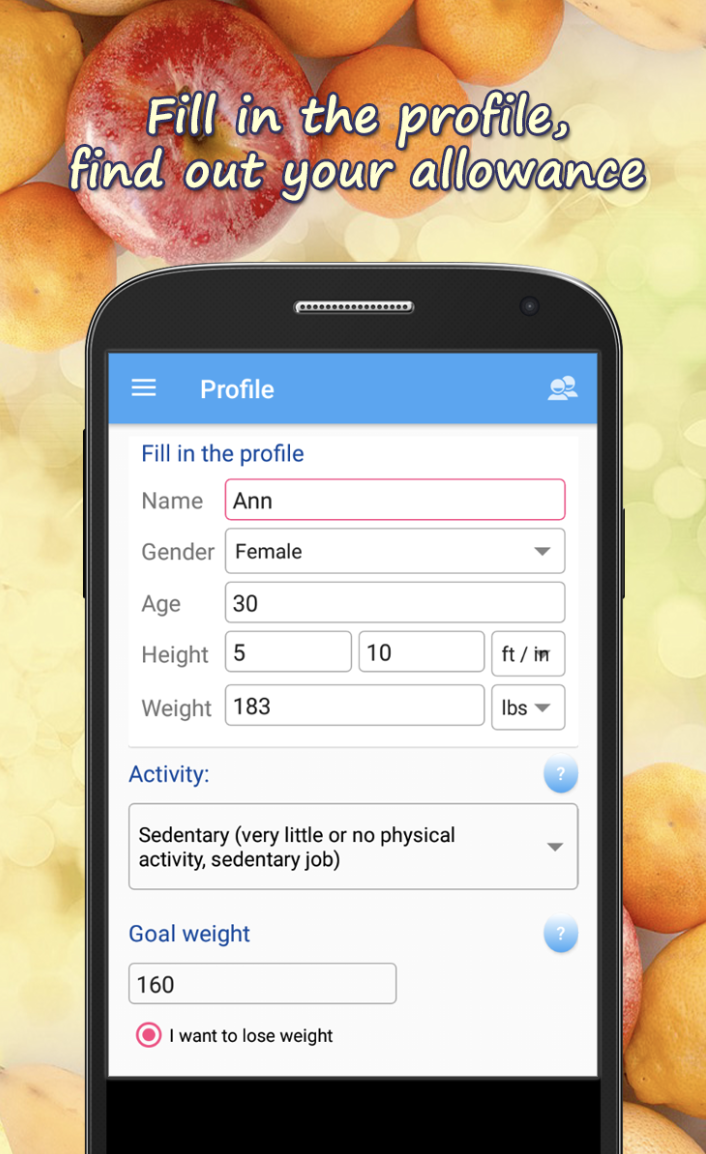 Fill in the profile,
find out your allowance
Profile
Fill in the profile
Name Ann
Gender Female
Age 30
Height 5 10 ft / in
Weight 183 lbs
Activity: ?
Sedentary (very little or no physical
activity, sedentary job)
Goal weight ?
160
I want to lose weight